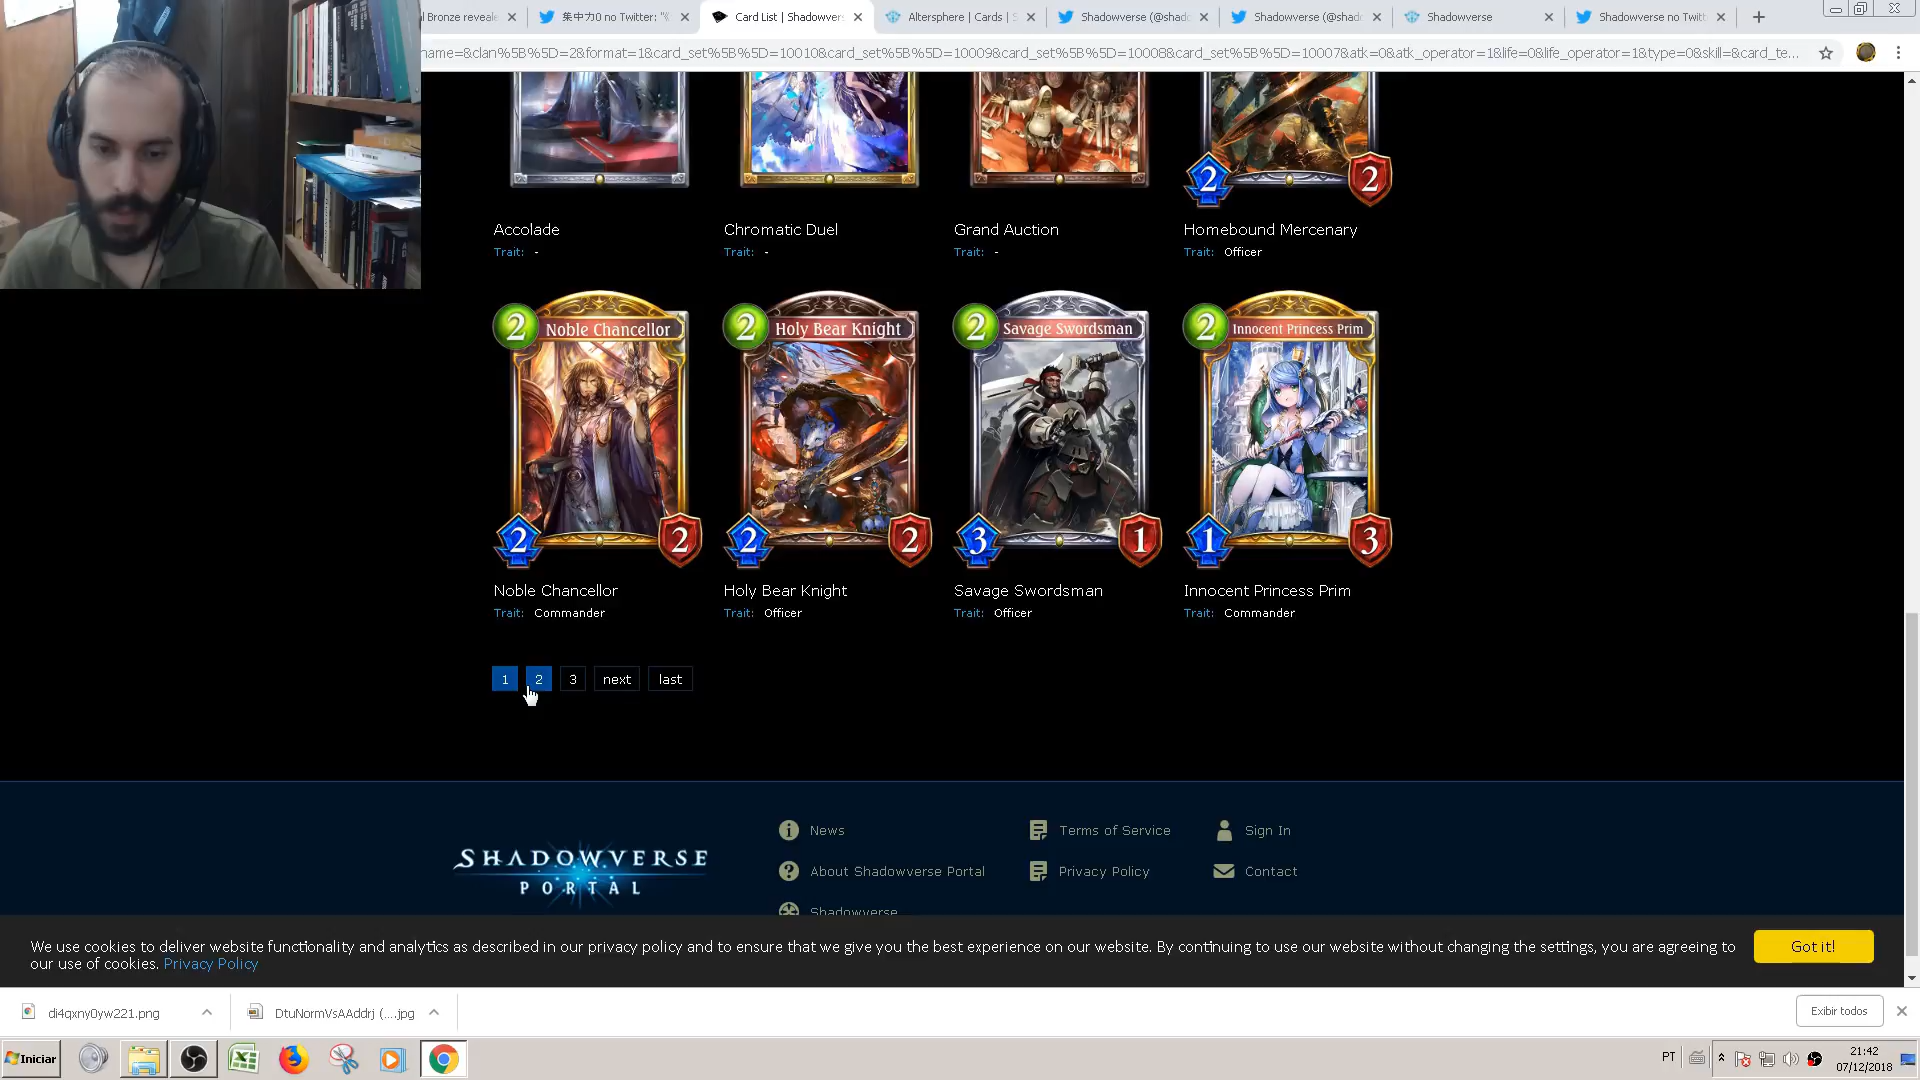 l Bronze reveale
集中力0 no Twitter: "《
Card List | Shadowvers
Altersphere | Cards | S
Shadowverse (@shad
Shadowverse (@shad
Shadowverse
Shadowverse no Twitt
name=&clan%5B%5D=2&format=1&card_set%5B%5D=10010&card_set%5B%5D=10009&card_set%5B%5D=10008&card_set%5B%5D=10007&atk=0&atk_operator=1&life=0&life_operator=1&type=0&skill=&card_te...
2 2
Accolade
Trait: -
Chromatic Duel
Trait: -
Grand Auction
Trait: -
Homebound Mercenary
Trait: Officer
2 Noble Chancellor
2 2
Noble Chancellor
Trait: Commander
2 Holy Bear Knight
2 2
Holy Bear Knight
Trait: Officer
2 Savage Swordsman
3 1
Savage Swordsman
Trait: Officer
2 Innocent Princess Prim
1 3
Innocent Princess Prim
Trait: Commander
1 2 3 next last
SHADOWVERSE
PORTAL
News
About Shadowverse Portal
Shadowverse
Terms of Service
Privacy Policy
Sign In
Contact
We use cookies to deliver website functionality and analytics as described in our privacy policy and to ensure that we give you the best experience on our website. By continuing to use our website without changing the settings, you are agreeing to
our use of cookies. Privacy Policy
Got it!
di4qxny0yw221.png
DtuNormVsAAddrj (....jpg
Exibir todos
Iniciar
PT
21:42
07/12/2018